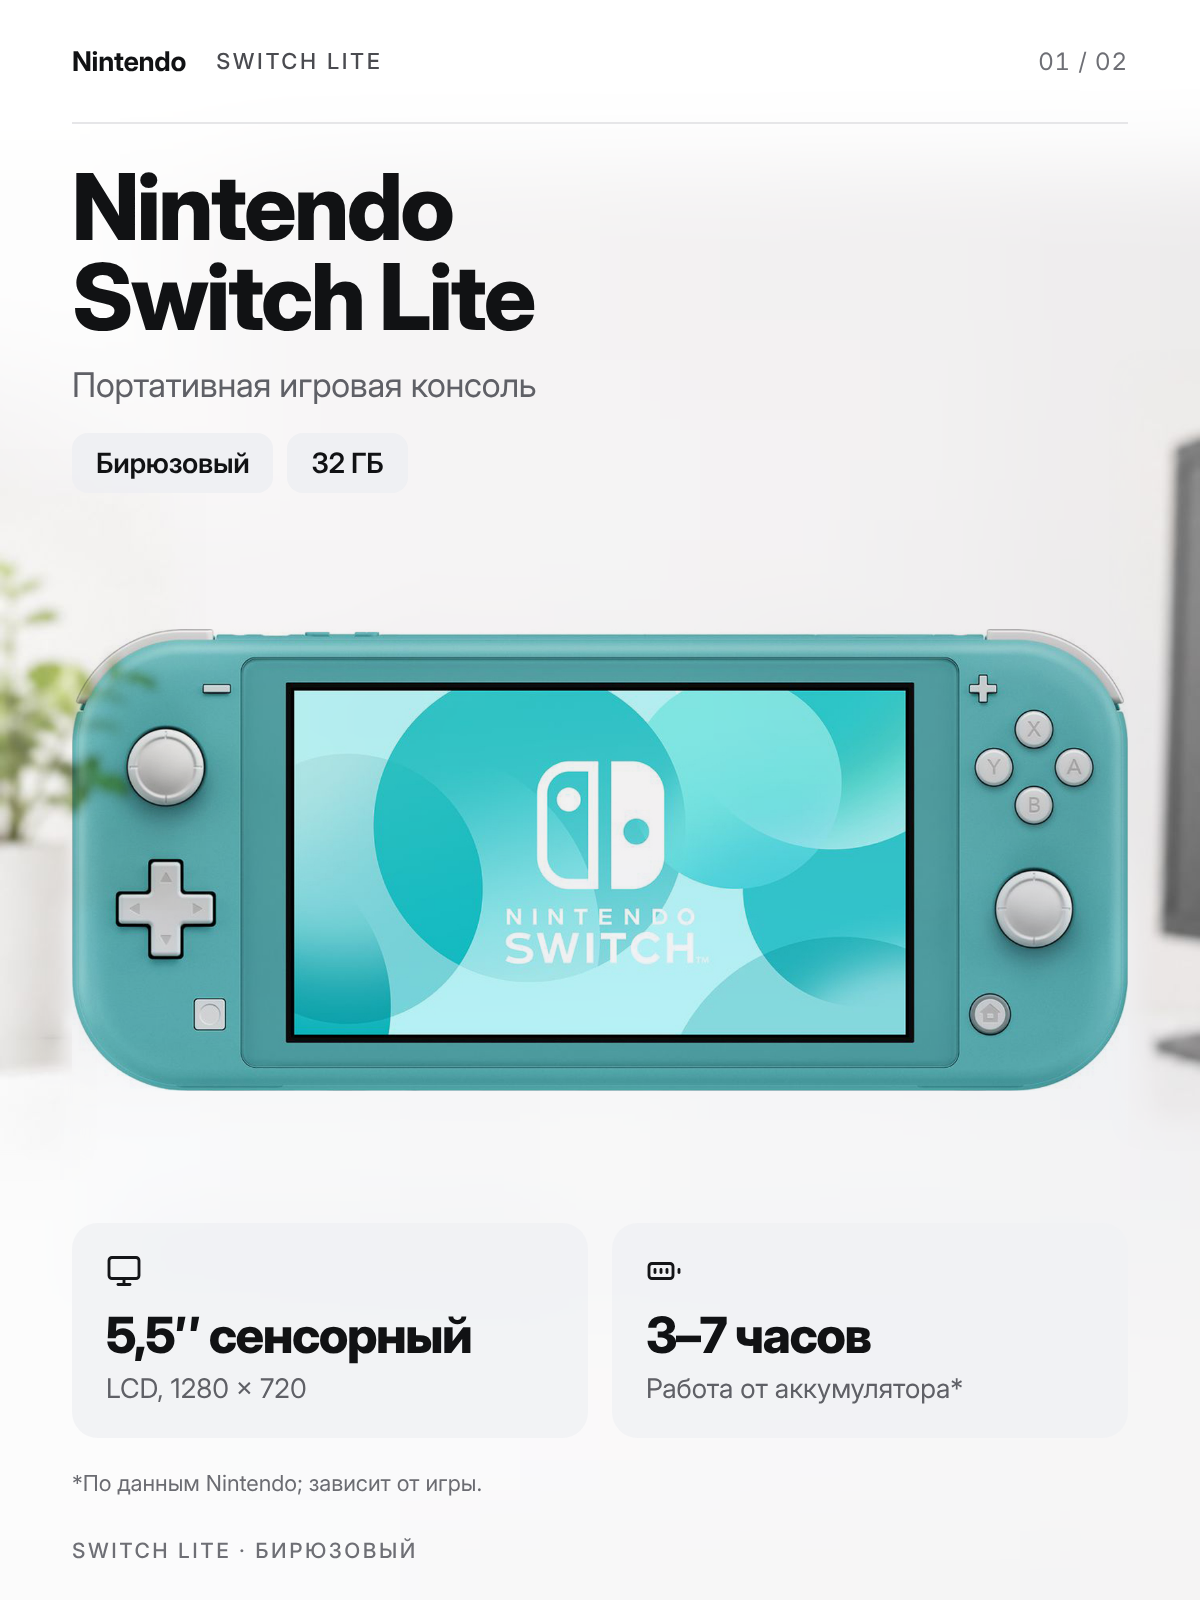 Nintendo SWITCH LITE 01 / 02
Nintendo
Switch Lite
Портативная игровая консоль
Бирюзовый 32 ГБ
X
Y A
B
NINTENDO
SWITCH™
5,5″ сенсорный
LCD, 1280 × 720
3–7 часов
Работа от аккумулятора*
*По данным Nintendo; зависит от игры.
SWITCH LITE · БИРЮЗОВЫЙ